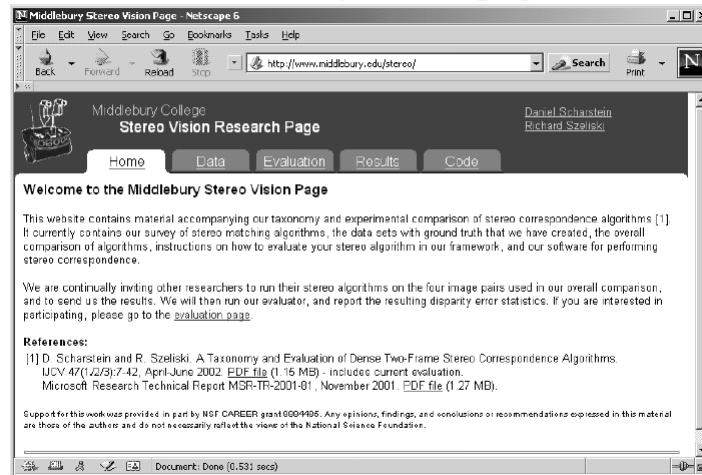 Middlebury Stereo Vision Page - Netscape 6
File Edit View Search Go Bookmarks Tasks Help
Back Forward Reload Stop http://www.middlebury.edu/stereo/ Search Print N
Middlebury College
Stereo Vision Research Page
Daniel Scharstein
Richard Szeliski
Home Data Evaluation Results Code
Welcome to the Middlebury Stereo Vision Page
This website contains material accompanying our taxonomy and experimental comparison of stereo correspondence algorithms [1].
It currently contains our survey of stereo matching algorithms, the data sets with ground truth that we have created, the overall
comparison of algorithms, instructions on how to evaluate your stereo algorithm in our framework, and our software for performing
stereo correspondence.
We are continually inviting other researchers to run their stereo algorithms on the four image pairs used in our overall comparison,
and to send us the results. We will then run our evaluator, and report the resulting disparity error statistics. If you are interested in
participating, please go to the evaluation page.
References:
[1] D. Scharstein and R. Szeliski. A Taxonomy and Evaluation of Dense Two-Frame Stereo Correspondence Algorithms.
IJCV 47(1/2/3):7-42, April-June 2002. PDF file (1.15 MB) - includes current evaluation.
Microsoft Research Technical Report MSR-TR-2001-81, November 2001. PDF file (1.27 MB).
Support for this work was provided in part by NSF CAREER grant Any opinions, findings, and conclusions or recommendations expressed in this material
are those of the authors and do not necessarily reflect the views of the National Science Foundation.
Document: Done (0.531 secs)